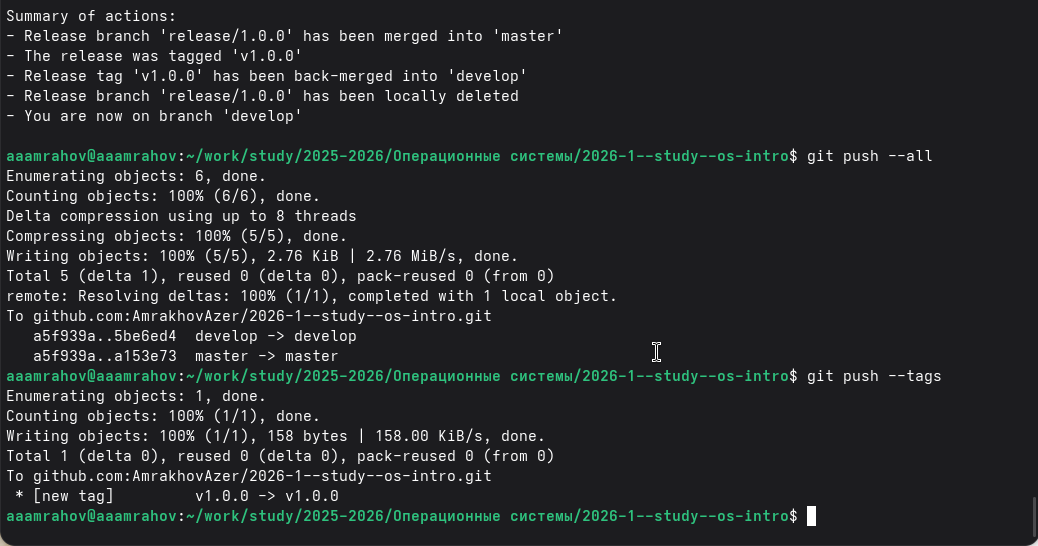 Summary of actions:
- Release branch 'release/1.0.0' has been merged into 'master'
- The release was tagged 'v1.0.0'
- Release tag 'v1.0.0' has been back-merged into 'develop'
- Release branch 'release/1.0.0' has been locally deleted
- You are now on branch 'develop'

aaamrahov@aaamrahov:~/work/study/2025-2026/Операционные системы/2026-1--study--os-intro$ git push --all
Enumerating objects: 6, done.
Counting objects: 100% (6/6), done.
Delta compression using up to 8 threads
Compressing objects: 100% (5/5), done.
Writing objects: 100% (5/5), 2.76 KiB | 2.76 MiB/s, done.
Total 5 (delta 1), reused 0 (delta 0), pack-reused 0 (from 0)
remote: Resolving deltas: 100% (1/1), completed with 1 local object.
To github.com:AmrakhovAzer/2026-1--study--os-intro.git
   a5f939a..5be6ed4  develop -> develop
   a5f939a..a153e73  master -> master
aaamrahov@aaamrahov:~/work/study/2025-2026/Операционные системы/2026-1--study--os-intro$ git push --tags
Enumerating objects: 1, done.
Counting objects: 100% (1/1), done.
Writing objects: 100% (1/1), 158 bytes | 158.00 KiB/s, done.
Total 1 (delta 0), reused 0 (delta 0), pack-reused 0 (from 0)
To github.com:AmrakhovAzer/2026-1--study--os-intro.git
 * [new tag]         v1.0.0 -> v1.0.0
aaamrahov@aaamrahov:~/work/study/2025-2026/Операционные системы/2026-1--study--os-intro$